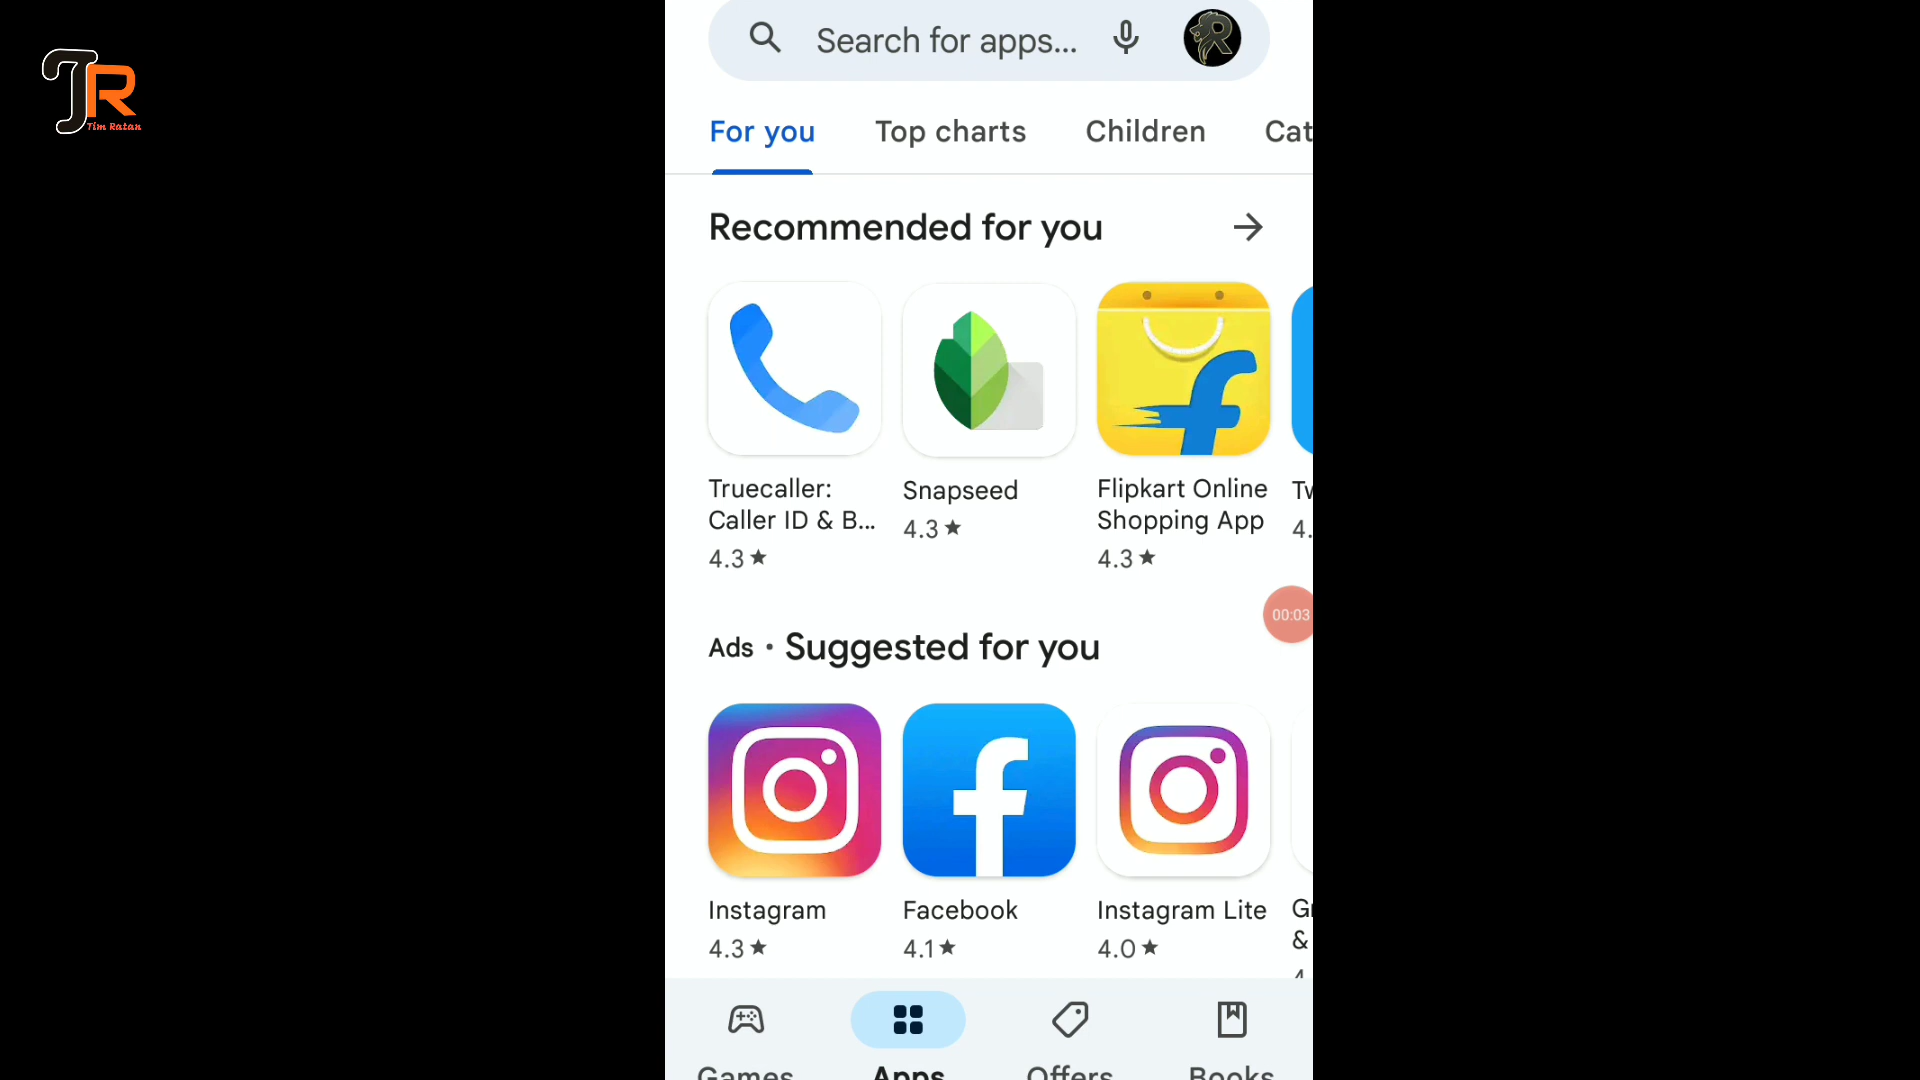 JR
Tim Ratan
Search for apps...
For you Top charts Children Cat
Recommended for you
Truecaller:
Caller ID & B...
4.3 ★
Snapseed
4.3 ★
Flipkart Online
Shopping App
4.3 ★
4.
00:03
Ads • Suggested for you
Instagram
4.3 ★
Facebook
4.1 ★
Instagram Lite
4.0 ★
&
Games Apps Offers Books